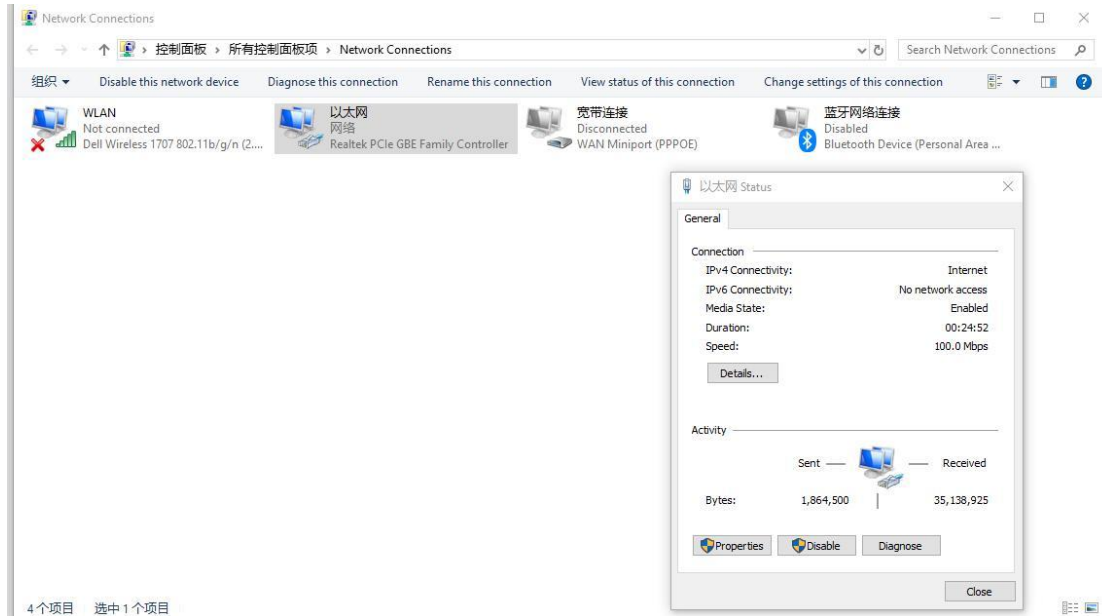 Network Connections
控制面板 › 所有控制面板项 › Network Connections
Search Network Connections
组织
Disable this network device
Diagnose this connection
Rename this connection
View status of this connection
Change settings of this connection
WLAN
Not connected
Dell Wireless 1707 802.11b/g/n (2....
以太网
网络
Realtek PCIe GBE Family Controller
宽带连接
Disconnected
WAN Miniport (PPPOE)
蓝牙网络连接
Disabled
Bluetooth Device (Personal Area ...
以太网 Status
General
Connection
IPv4 Connectivity: Internet
IPv6 Connectivity: No network access
Media State: Enabled
Duration: 00:24:52
Speed: 100.0 Mbps
Details...
Activity
Sent — — Received
Bytes: 1,864,500 | 35,138,925
Properties
Disable
Diagnose
Close
4 个项目 选中 1 个项目